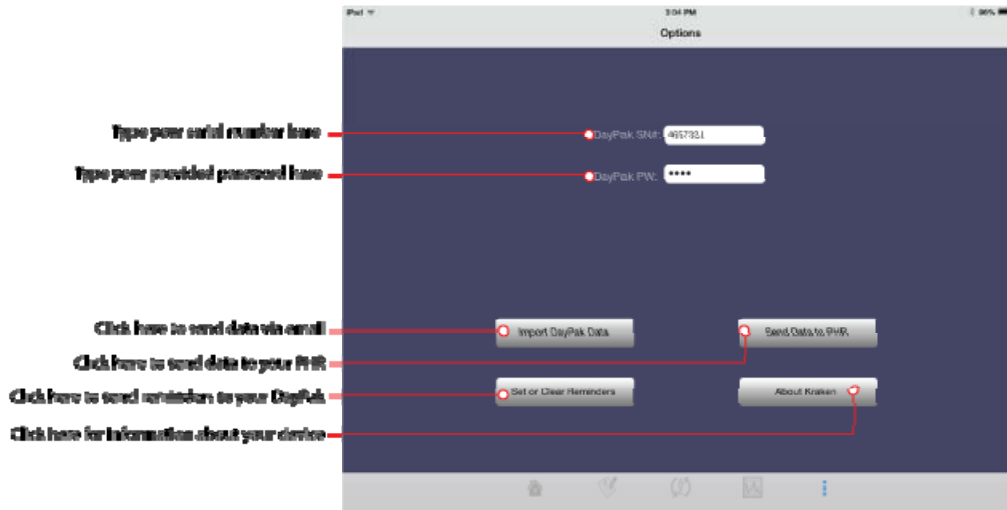 iPad 3:04 PM 96%
Options
Type your serial number here
DayPak SN#: 4657321
Type your provided password here
DayPak PW: ••••
Click here to send data via email
Import DayPak Data
Send Data to PHR
Click here to send data to your PHR
Click here to send reminders to your DayPak
Set or Clear Reminders
About Kraken
Click here for information about your device